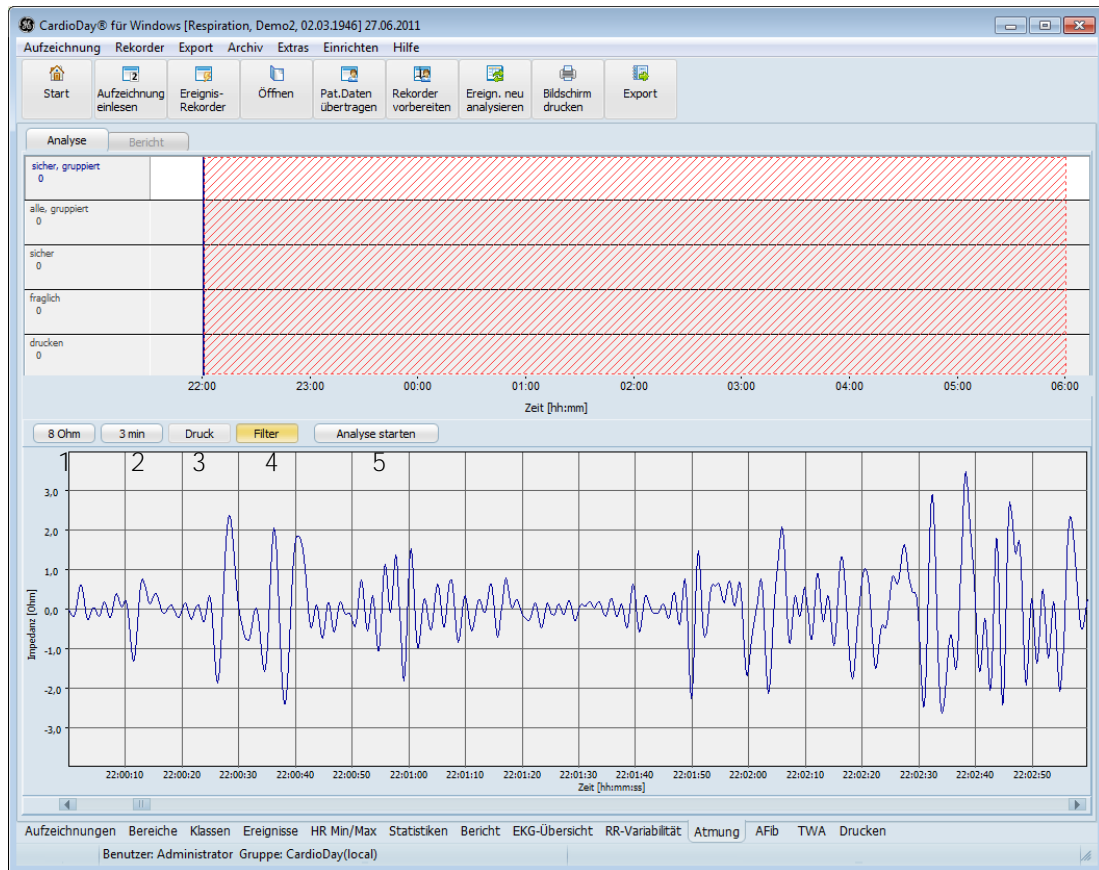 CardioDay® für Windows [Respiration, Demo2, 02.03.1946] 27.06.2011
Aufzeichnung Rekorder Export Archiv Extras Einrichten Hilfe
Start
2
Aufzeichnung einlesen
Ereignis-Rekorder
Öffnen
Pat.Daten übertragen
Rekorder vorbereiten
Ereign. neu analysieren
Bildschirm drucken
Export
Analyse Bericht
sicher, gruppiert
0
alle, gruppiert
0
sicher
0
fraglich
0
drucken
0
22:00 23:00 00:00 01:00 02:00 03:00 04:00 05:00 06:00
Zeit [hh:mm]
8 Ohm 3 min Druck Filter Analyse starten
1 2 3 4 5
Impedanz [Ohm]
3,0
2,0
1,0
0,0
-1,0
-2,0
-3,0
22:00:10 22:00:20 22:00:30 22:00:40 22:00:50 22:01:00 22:01:10 22:01:20 22:01:30 22:01:40 22:01:50 22:02:00 22:02:10 22:02:20 22:02:30 22:02:40 22:02:50
Zeit [hh:mm:ss]
Aufzeichnungen Bereiche Klassen Ereignisse HR Min/Max Statistiken Bericht EKG-Übersicht RR-Variabilität Atmung AFib TWA Drucken
Benutzer: Administrator Gruppe: CardioDay(local)